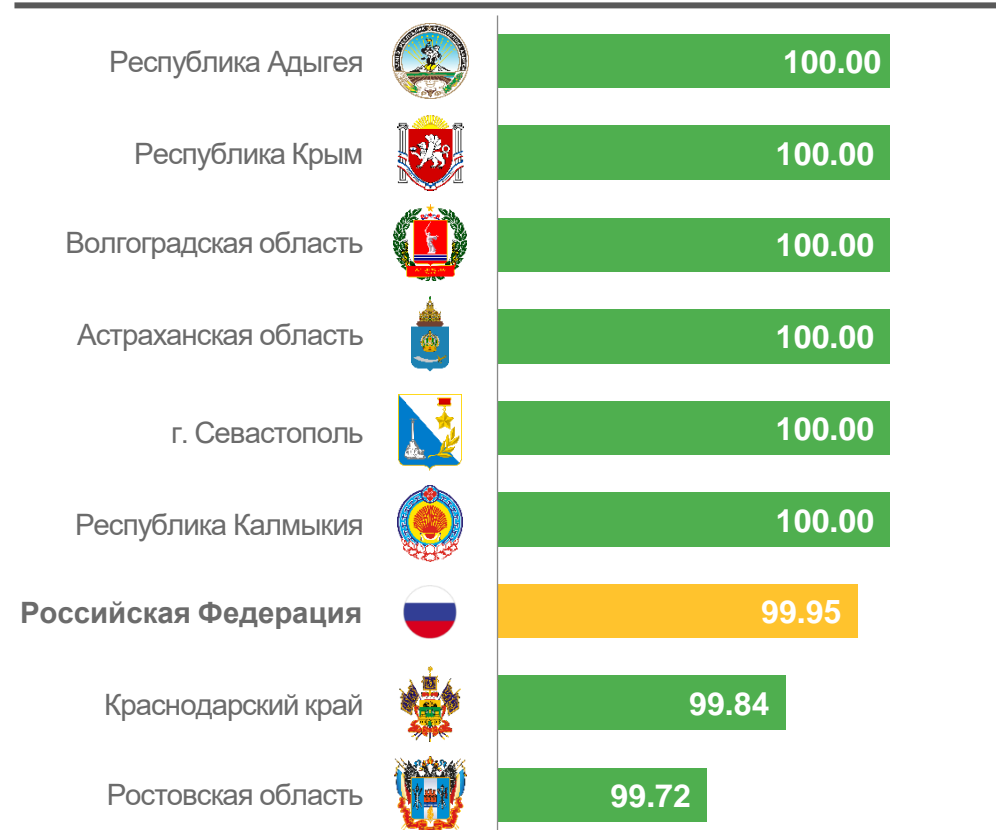 Республика Адыгея 100.00
Республика Крым 100.00
Волгоградская область 100.00
Астраханская область 100.00
г. Севастополь 100.00
Республика Калмыкия 100.00
Российская Федерация 99.95
Краснодарский край 99.84
Ростовская область 99.72